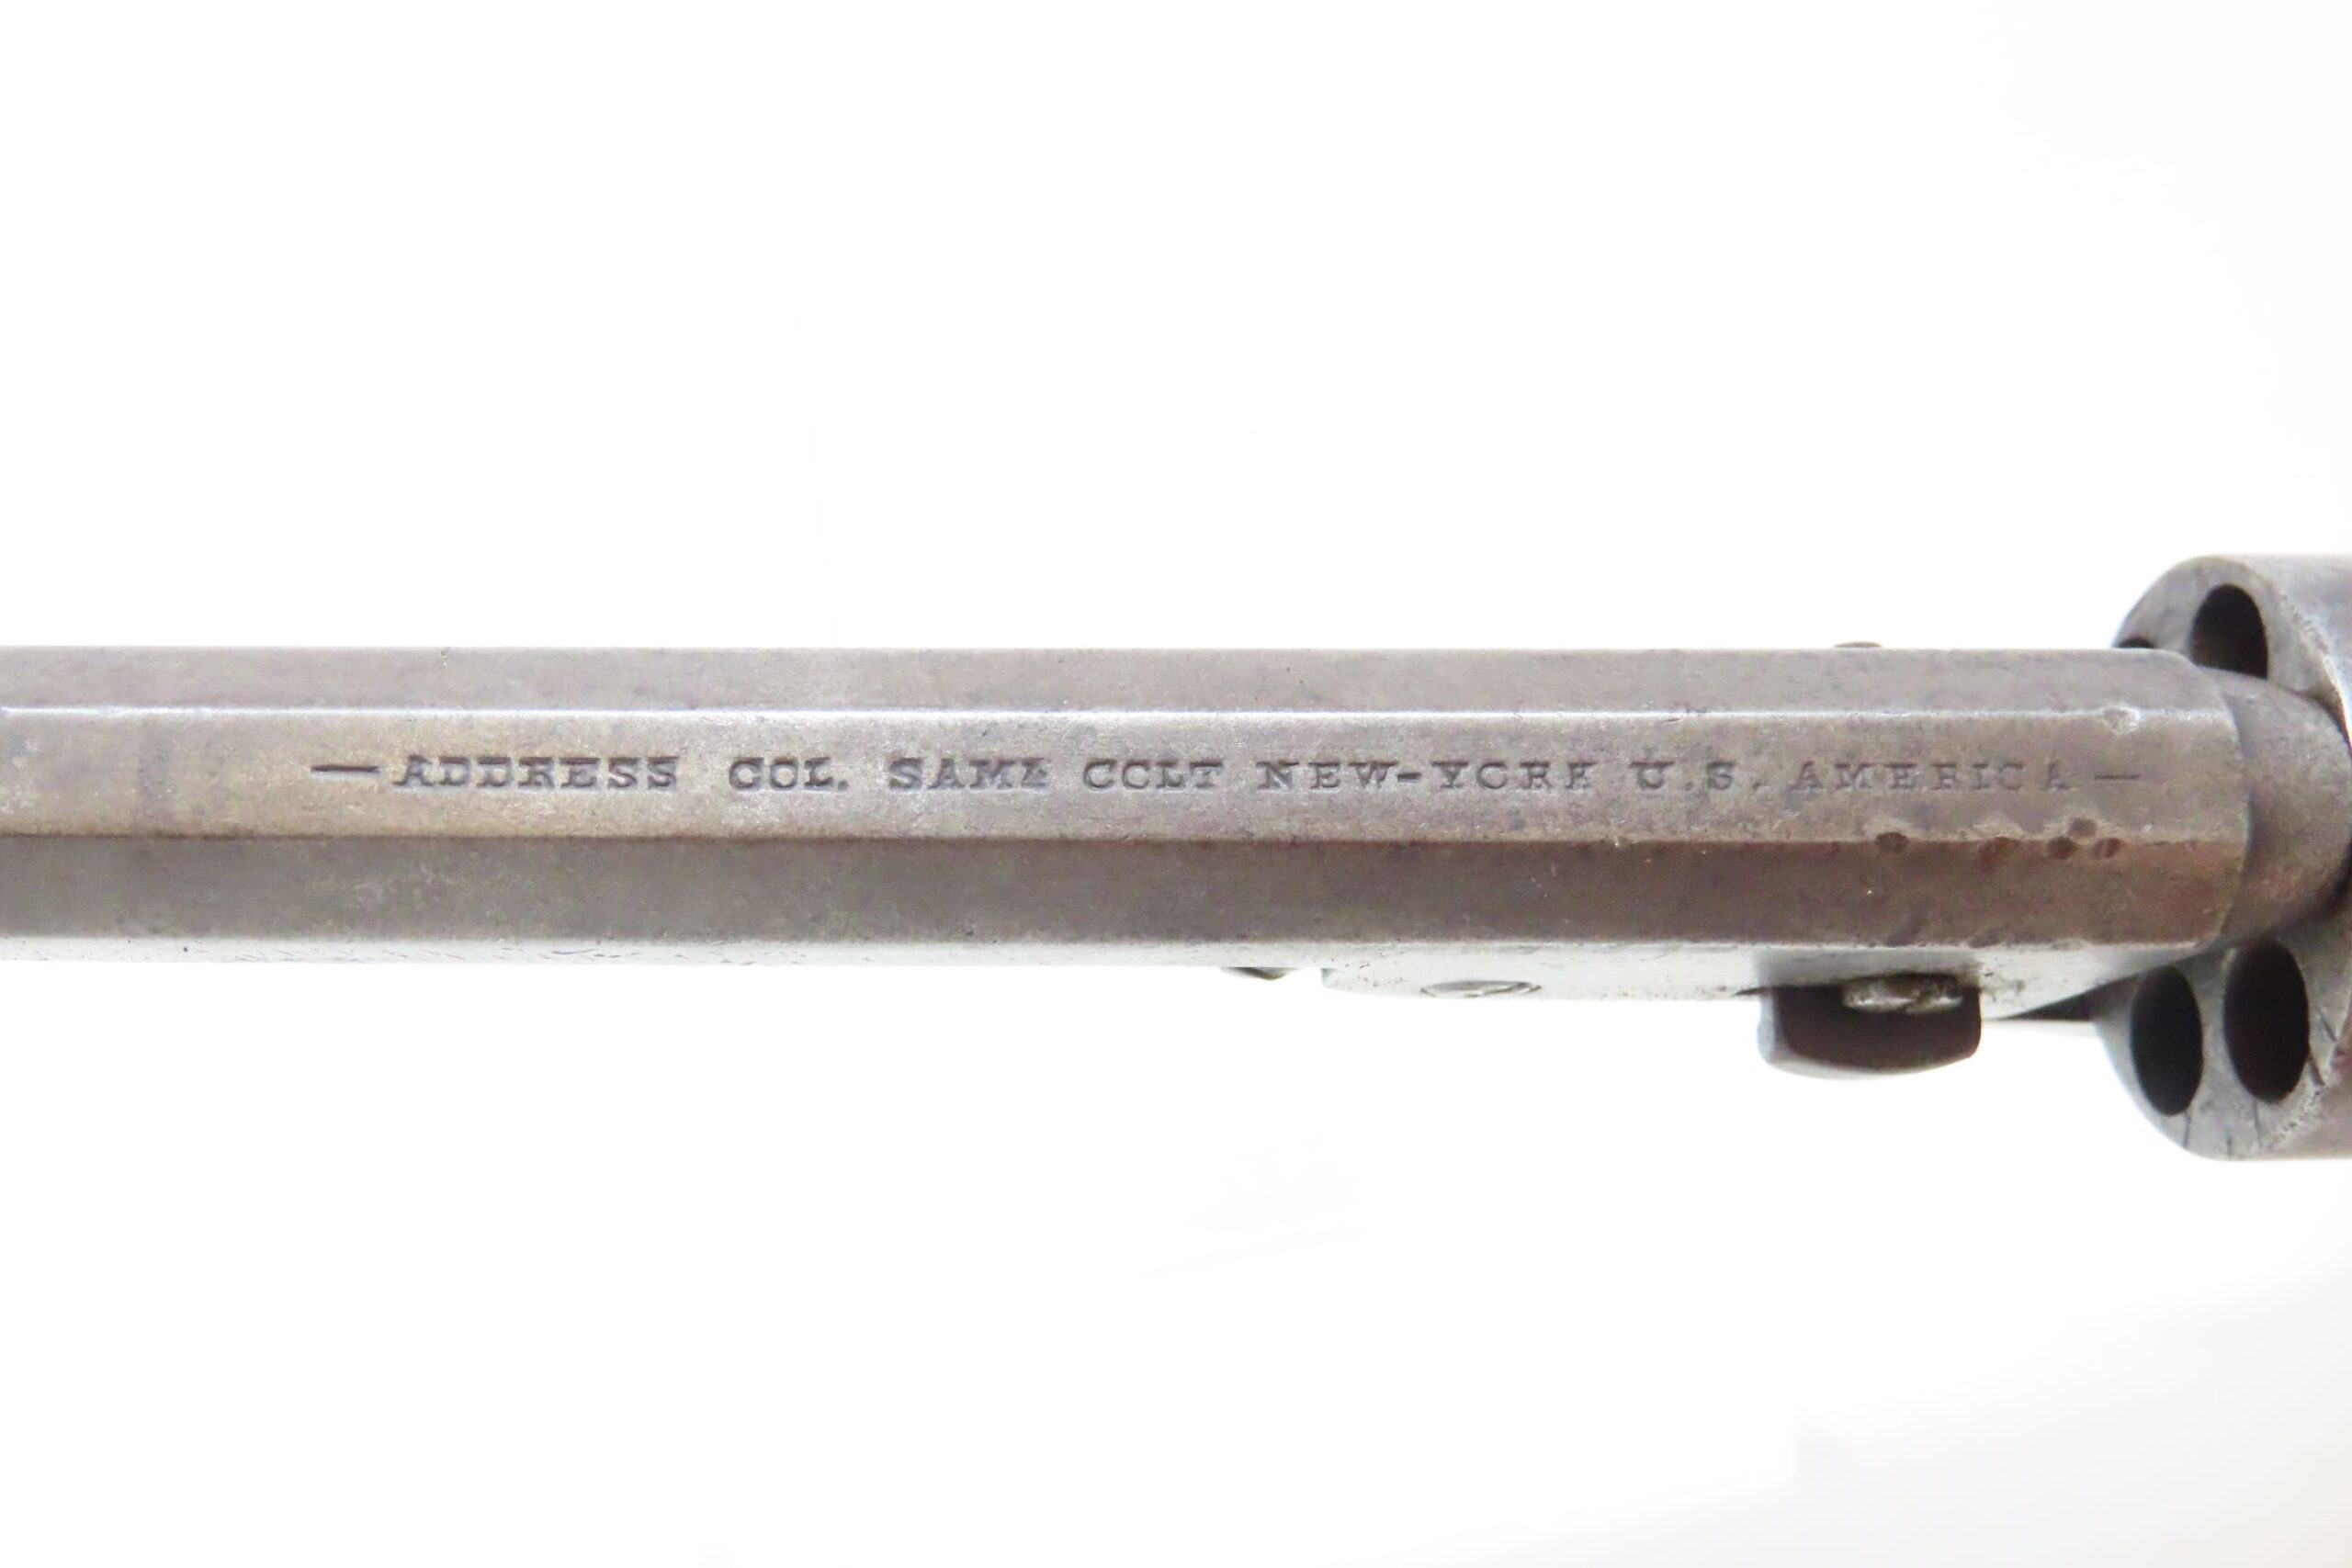 — ADDRESS COL. SAML COLT NEW-YORK U.S. AMERICA —